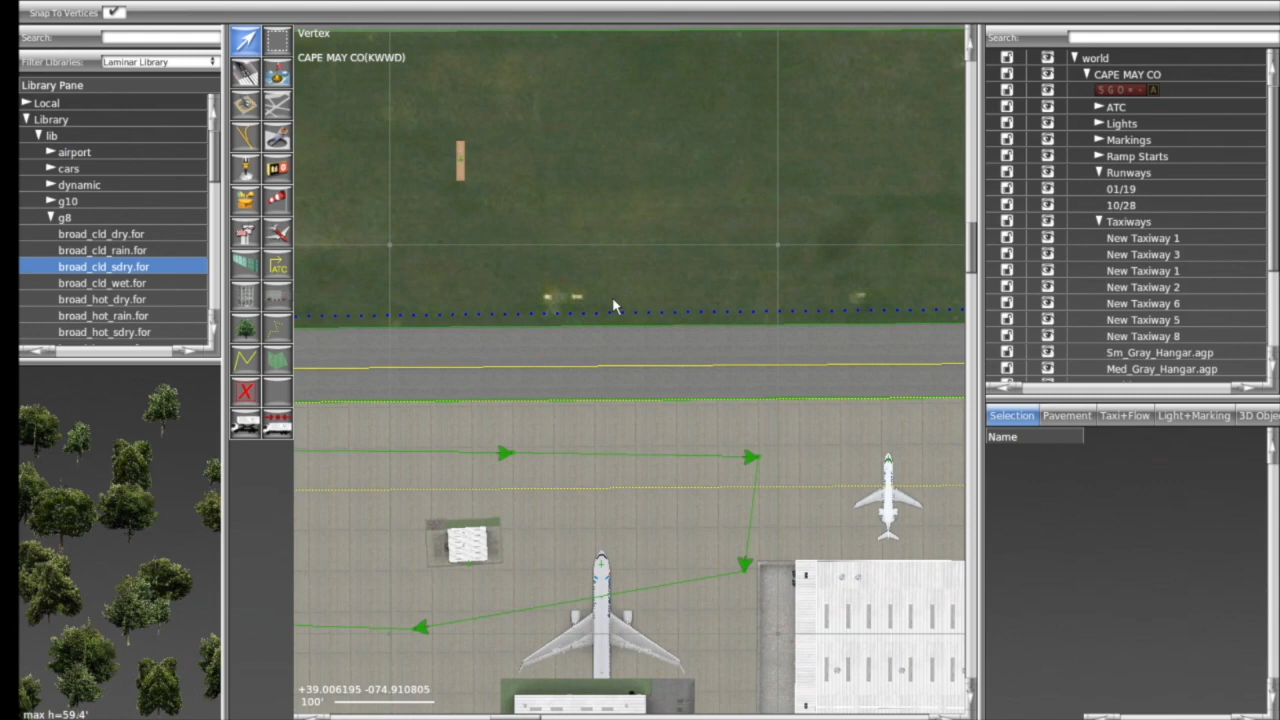 Snap To Vertices
Search:
Filter Libraries: Laminar Library
Library Pane
Local
Library
lib
airport
cars
dynamic
g10
g8
broad_cld_dry.for
broad_cld_rain.for
broad_cld_sdry.for
broad_cld_wet.for
broad_hot_dry.for
broad_hot_rain.for
broad_hot_sdry.for
max h=59.4'
ATC
Vertex
CAPE MAY CO(KWWD)
+39.006195 -074.910805
100'
Search:
world
CAPE MAY CO
A
ATC
Lights
Markings
Ramp Starts
Runways
01/19
10/28
Taxiways
New Taxiway 1
New Taxiway 3
New Taxiway 1
New Taxiway 2
New Taxiway 6
New Taxiway 5
New Taxiway 8
Sm_Gray_Hangar.agp
Med_Gray_Hangar.agp
Selection Pavement Taxi+Flow Light+Marking 3D Obje
Name